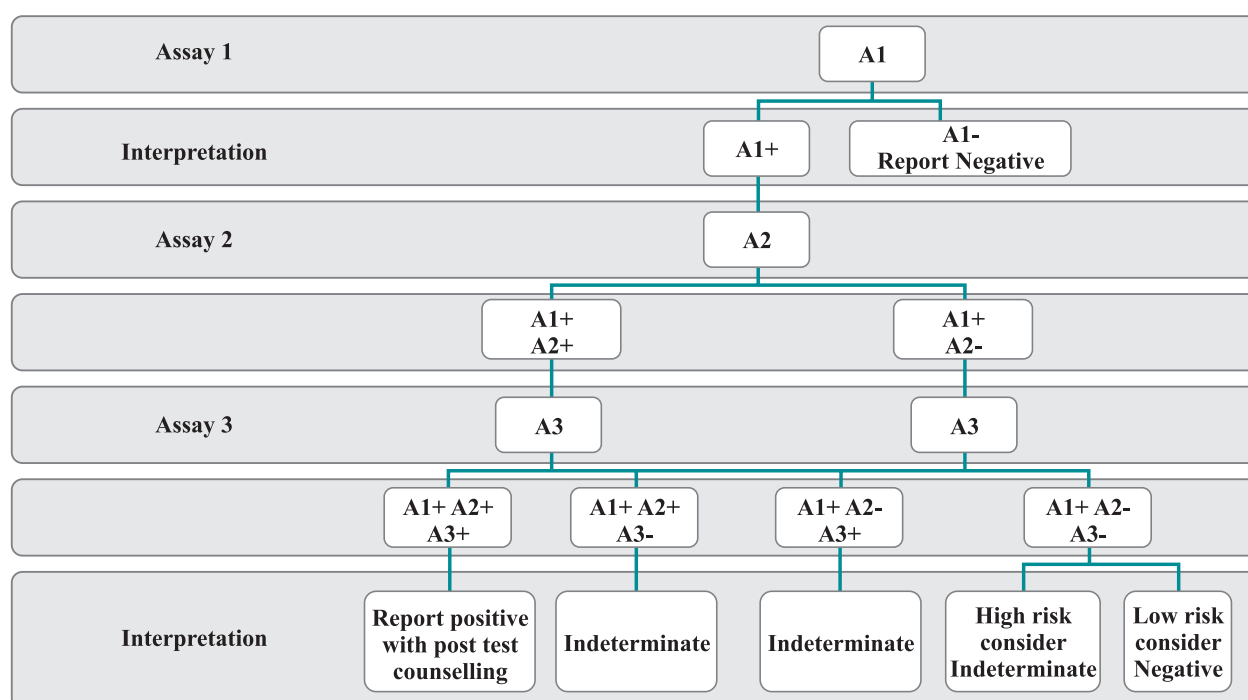 Assay 1
A1
Interpretation
A1+
A1-
Report Negative
Assay 2
A2
A1+
A2+
A1+
A2-
Assay 3
A3
A3
A1+ A2+
A3+
A1+ A2+
A3-
A1+ A2-
A3+
A1+ A2-
A3-
Interpretation
Report positive
with post test
counselling
Indeterminate
Indeterminate
High risk
consider
Indeterminate
Low risk
consider
Negative